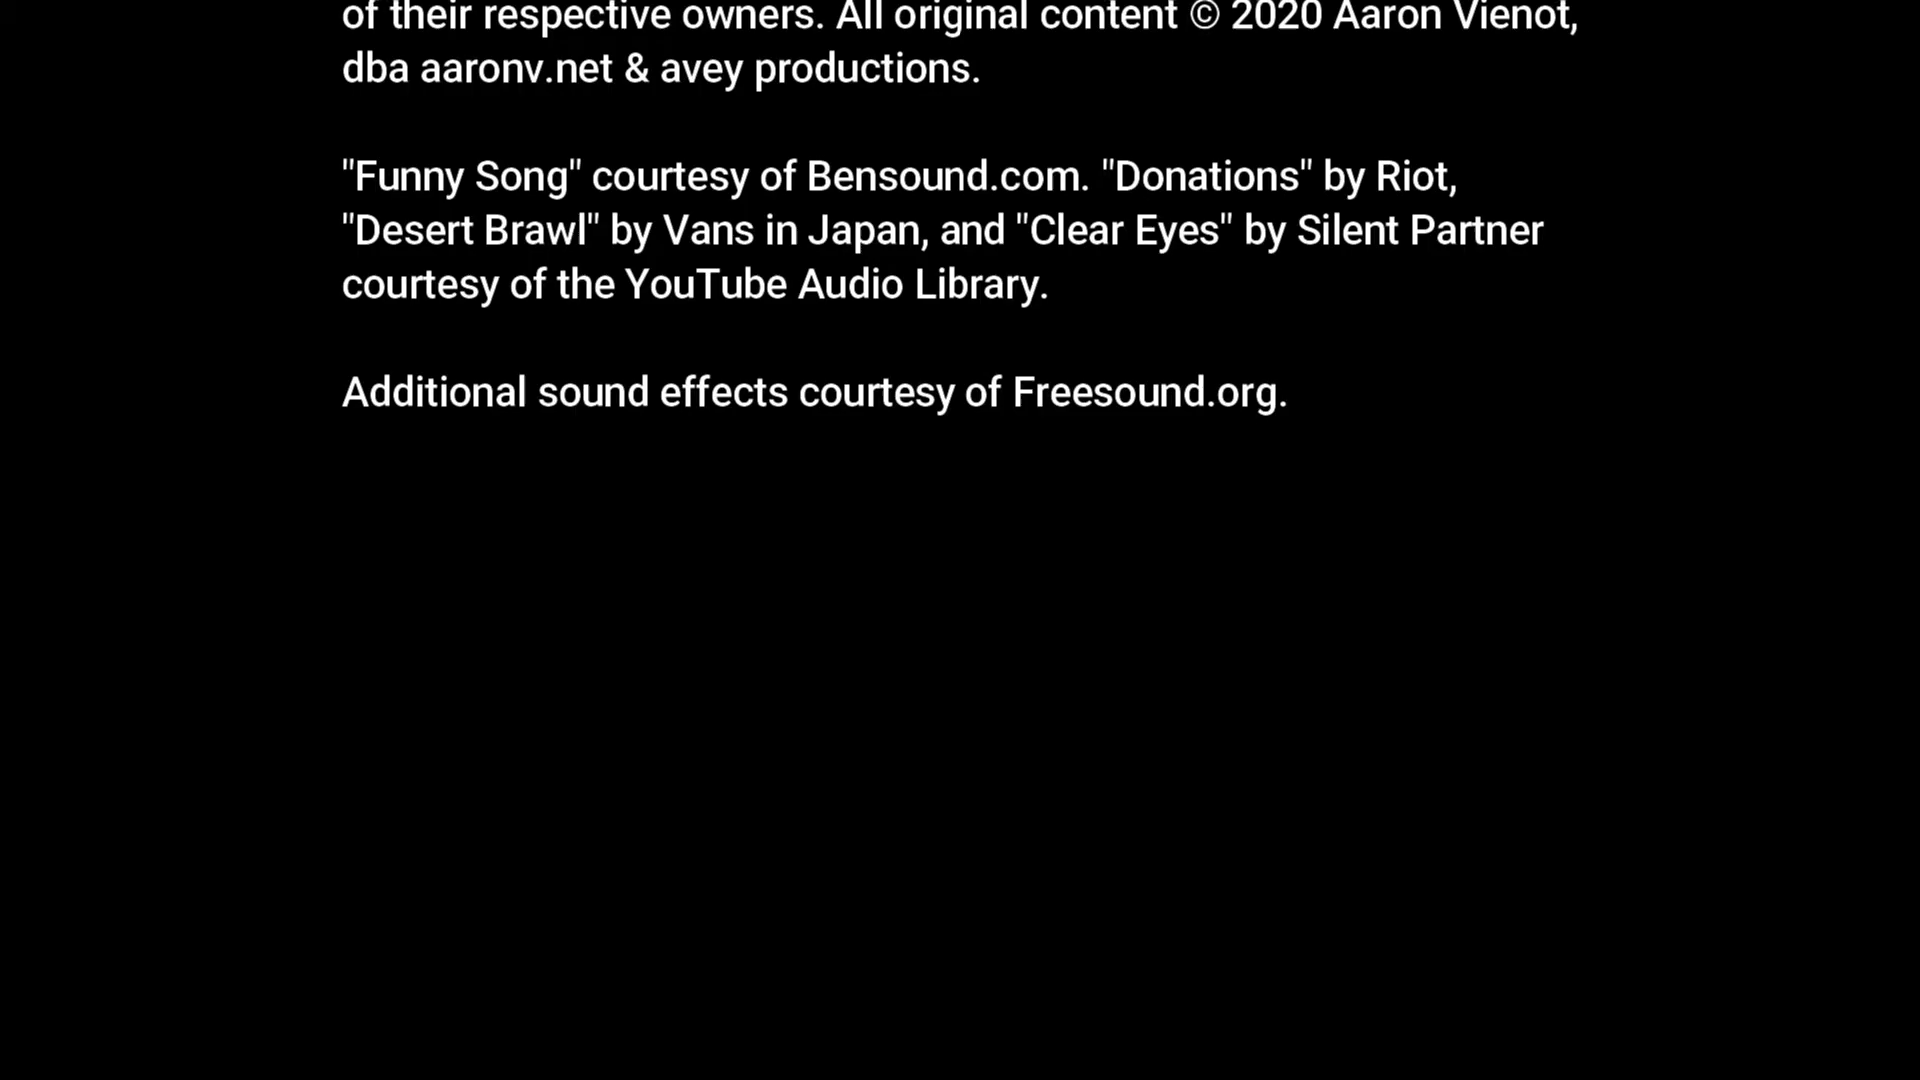 of their respective owners. All original content © 2020 Aaron Vienot,
dba aaronv.net & avey productions.
"Funny Song" courtesy of Bensound.com. "Donations" by Riot,
"Desert Brawl" by Vans in Japan, and "Clear Eyes" by Silent Partner
courtesy of the YouTube Audio Library.
Additional sound effects courtesy of Freesound.org.